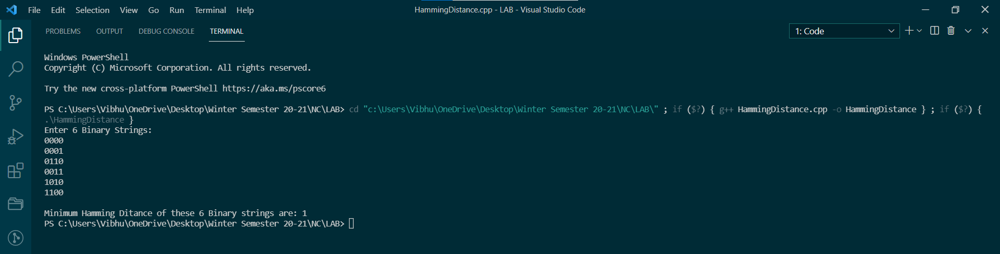 File Edit Selection View Go Run Terminal Help HammingDistance.cpp - LAB - Visual Studio Code
PROBLEMS OUTPUT DEBUG CONSOLE TERMINAL 1: Code
Windows PowerShell
Copyright (C) Microsoft Corporation. All rights reserved.
Try the new cross-platform PowerShell https://aka.ms/pscore6
PS C:\Users\Vibhu\OneDrive\Desktop\Winter Semester 20-21\NC\LAB> cd "c:\Users\Vibhu\OneDrive\Desktop\Winter Semester 20-21\NC\LAB\" ; if ($?) { g++ HammingDistance.cpp -o HammingDistance } ; if ($?) {
.\HammingDistance }
Enter 6 Binary Strings:
0000
0001
0110
0011
1010
1100
Minimum Hamming Ditance of these 6 Binary strings are: 1
PS C:\Users\Vibhu\OneDrive\Desktop\Winter Semester 20-21\NC\LAB>